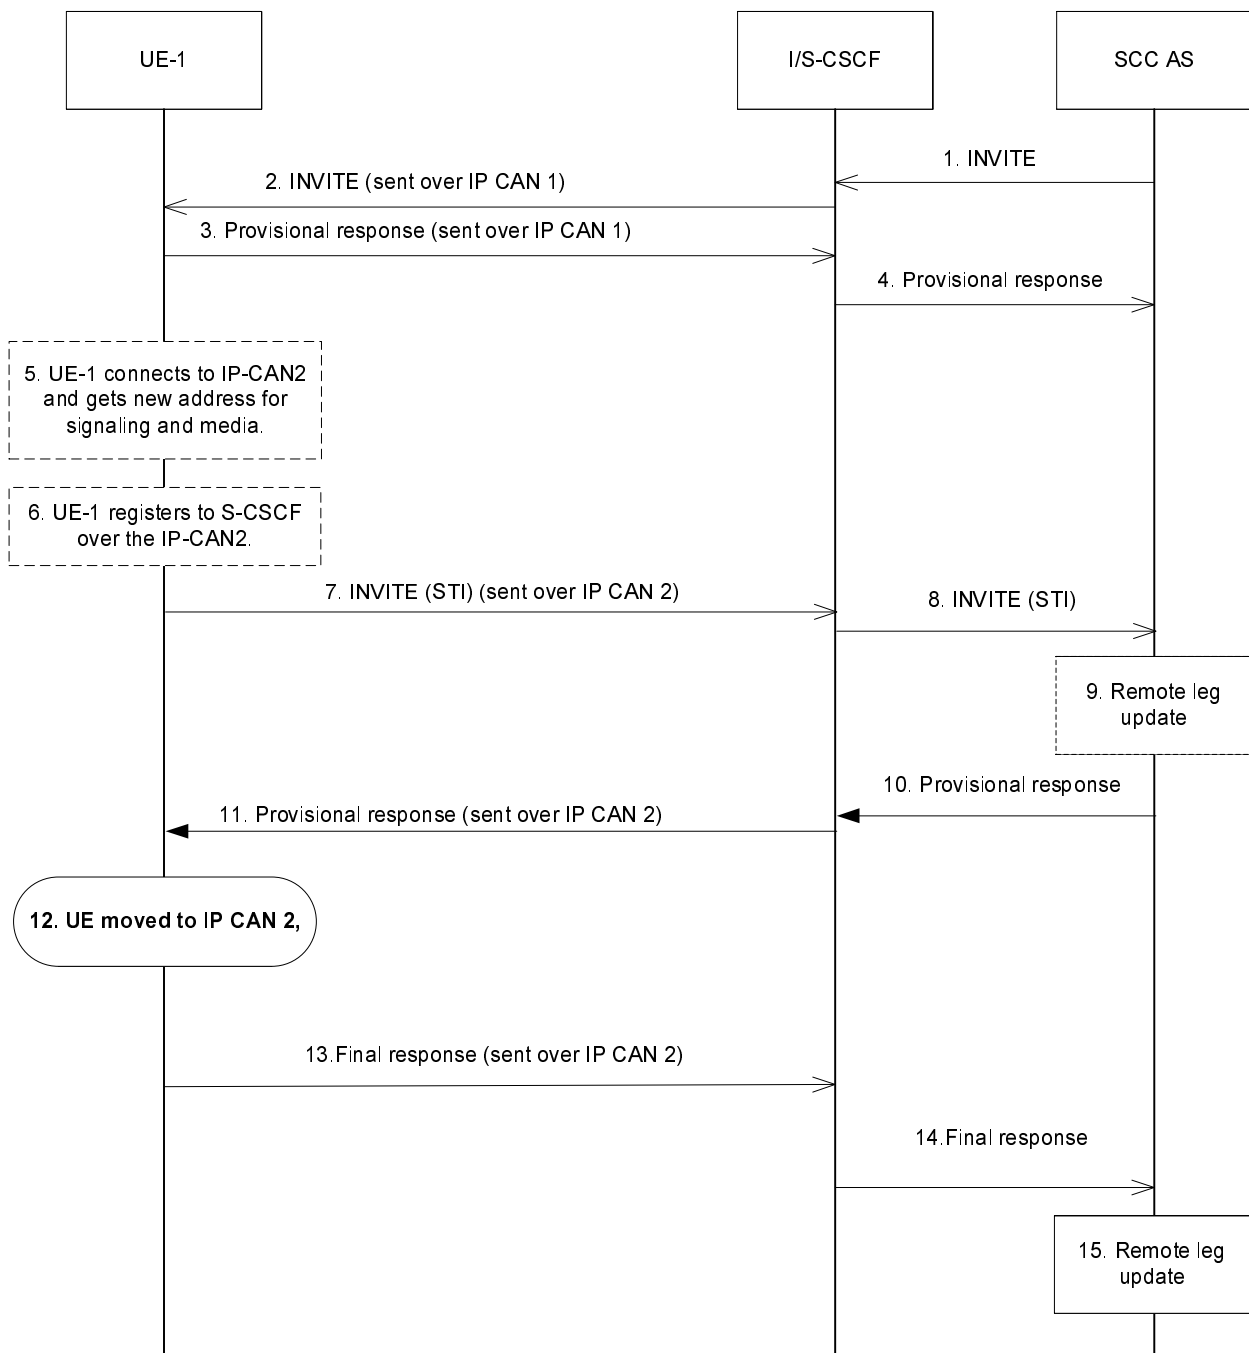 UE-1
I/S-CSCF
SCC AS
1. INVITE
2. INVITE (sent over IP CAN 1)
3. Provisional response (sent over IP CAN 1)
4. Provisional response
5. UE-1 connects to IP-CAN2
and gets new address for
signaling and media.
6. UE-1 registers to S-CSCF
over the IP-CAN2.
7. INVITE (STI) (sent over IP CAN 2)
8. INVITE (STI)
9. Remote leg
update
10. Provisional response
11. Provisional response (sent over IP CAN 2)
12. UE moved to IP CAN 2,
13.Final response (sent over IP CAN 2)
14.Final response
15. Remote leg
update